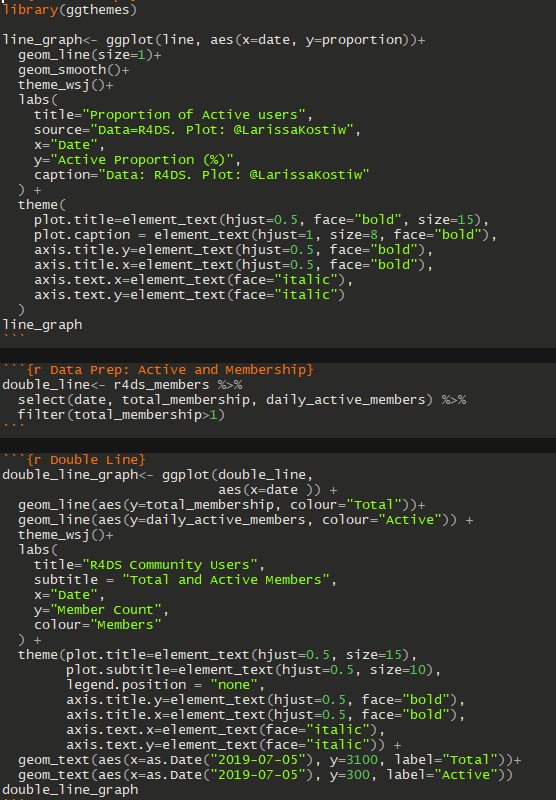 library(ggthemes)
line_graph<- ggplot(line, aes(x=date, y=proportion))+
  geom_line(size=1)+
  geom_smooth()+
  theme_wsj()+
  labs(
    title="Proportion of Active users",
    source="Data=R4DS. Plot: @LarissaKostiw",
    x="Date",
    y="Active Proportion (%)",
    caption="Data: R4DS. Plot: @LarissaKostiw"
  ) +
  theme(
    plot.title=element_text(hjust=0.5, face="bold", size=15),
    plot.caption = element_text(hjust=1, size=8, face="bold"),
    axis.title.y=element_text(hjust=0.5, face="bold"),
    axis.title.x=element_text(hjust=0.5, face="bold"),
    axis.text.x=element_text(face="italic"),
    axis.text.y=element_text(face="italic")
  )
line_graph
```
```{r Data Prep: Active and Membership}
double_line<- r4ds_members %>%
  select(date, total_membership, daily_active_members) %>%
  filter(total_membership>1)
```
```{r Double Line}
double_line_graph<- ggplot(double_line,
                           aes(x=date )) +
  geom_line(aes(y=total_membership, colour="Total"))+
  geom_line(aes(y=daily_active_members, colour="Active")) +
  theme_wsj()+
  labs(
    title="R4DS Community Users",
    subtitle = "Total and Active Members",
    x="Date",
    y="Member Count",
    colour="Members"
  ) +
  theme(plot.title=element_text(hjust=0.5, size=15),
        plot.subtitle=element_text(hjust=0.5, size=10),
        legend.position = "none",
        axis.title.y=element_text(hjust=0.5, face="bold"),
        axis.title.x=element_text(hjust=0.5, face="bold"),
        axis.text.x=element_text(face="italic"),
        axis.text.y=element_text(face="italic")) +
  geom_text(aes(x=as.Date("2019-07-05"), y=3100, label="Total"))+
  geom_text(aes(x=as.Date("2019-07-05"), y=300, label="Active"))
double_line_graph